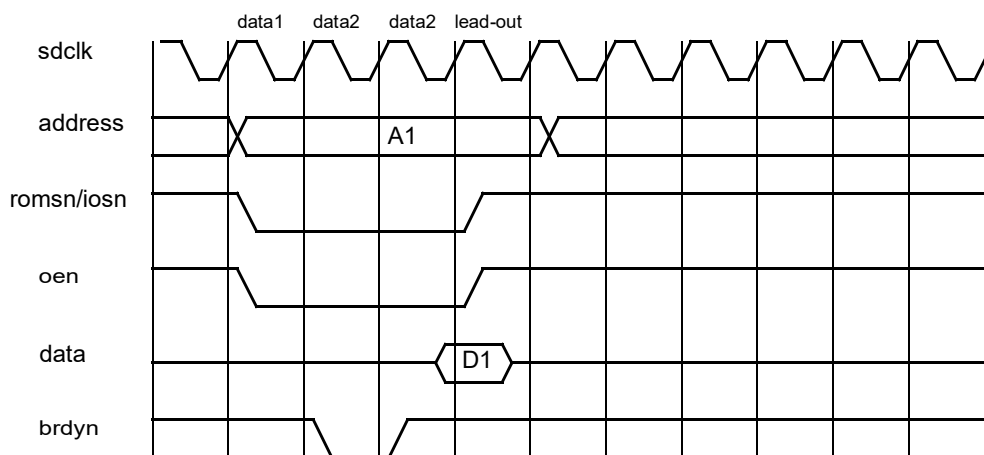 data1 data2 data2 lead-out
sdclk
address
A1
romsn/iosn
oen
data
D1
brdyn